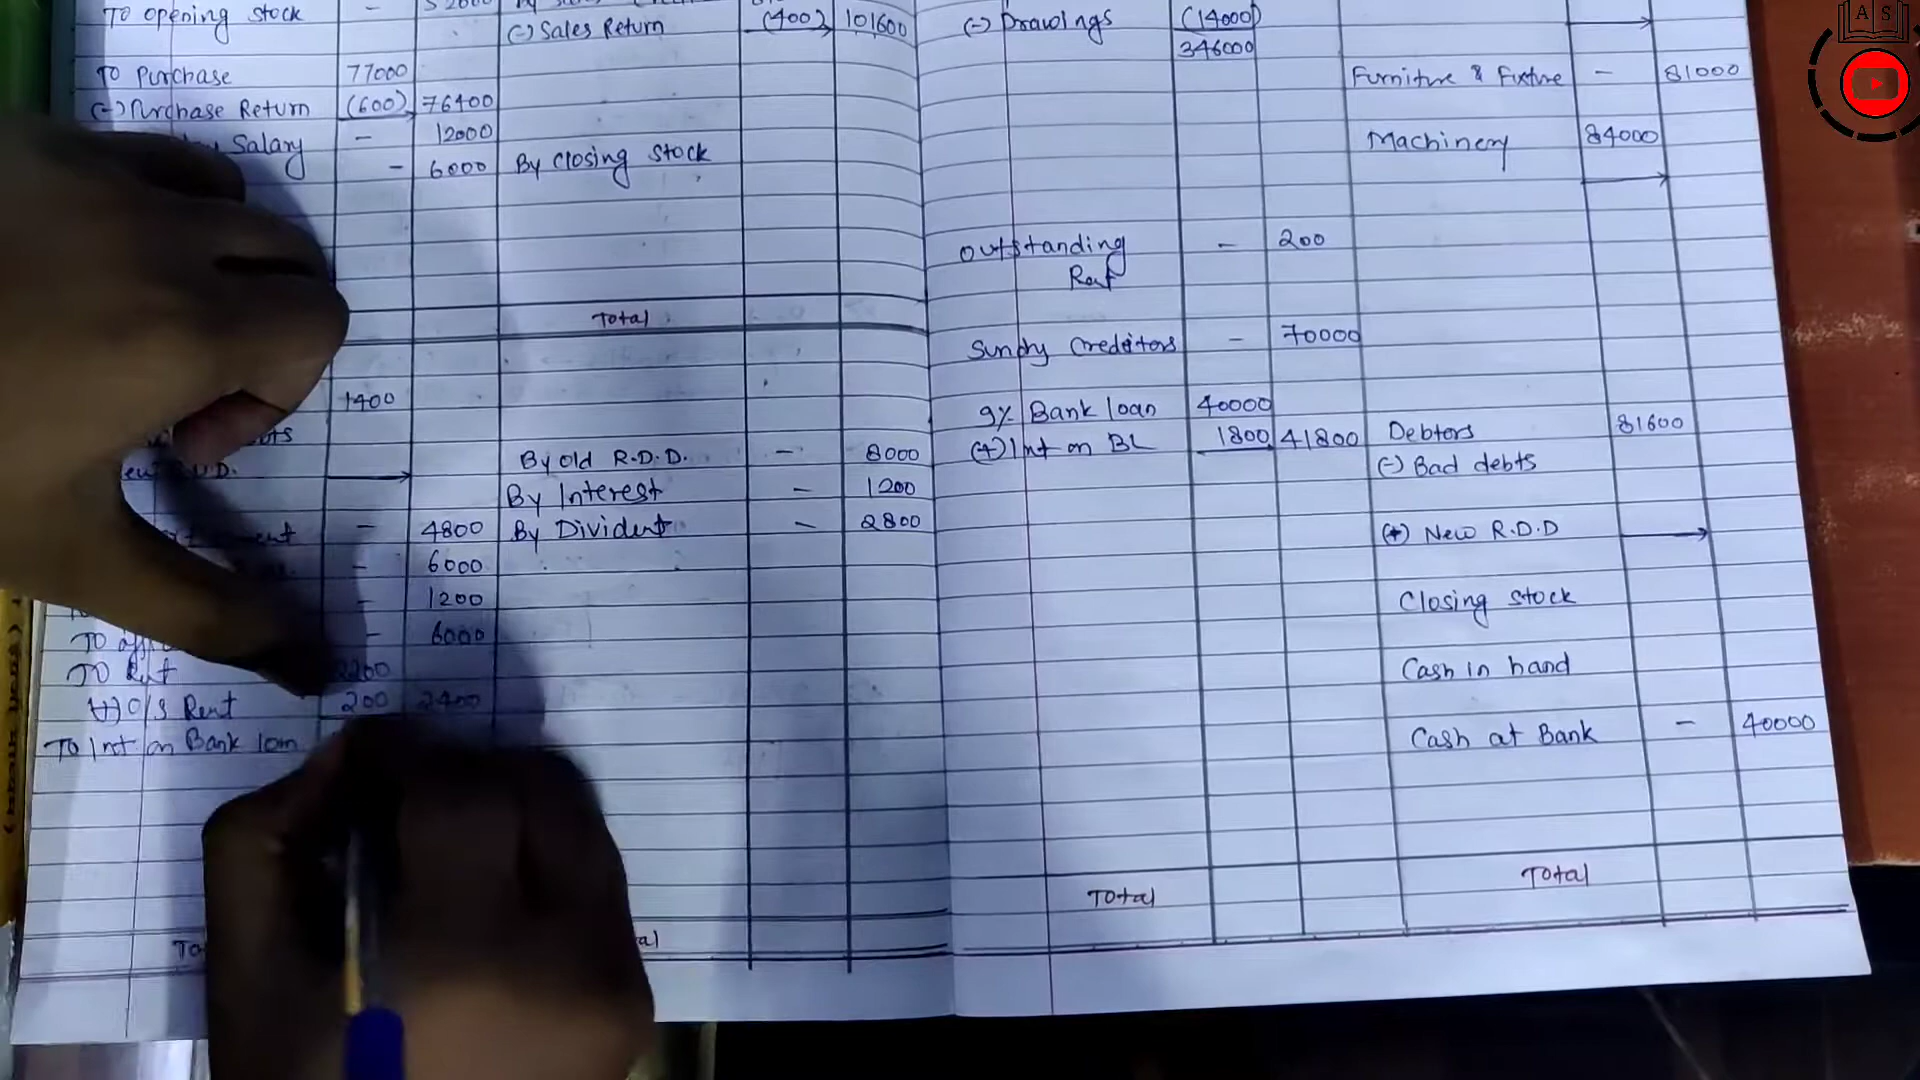 To opening stock -
(-) Sales Return (400) 101600
To Purchase 77000
(-) Purchase Return (600) 76400
Salary - 12000
- 6000 By Closing stock
Total
1400
By old R.D.D. - 8000
By Interest - 1200
- 4800 By Divident - 2800
- 6000
- 1200
To - 6000
To 2200
(+) O/S Rent 200 2400
To Int on Bank loan
(-) Drawings (14000)
346000
Furniture & Fixture - 81000
Machinery 84000
Outstanding - 200
Sundry Creditors - 70000
9% Bank loan 40000
(+) Int on BL 1800 41800
Debtors 81600
(-) Bad debts
(+) New R.D.D
Closing stock
Cash in hand
Cash at Bank - 40000
Total
Total
A S